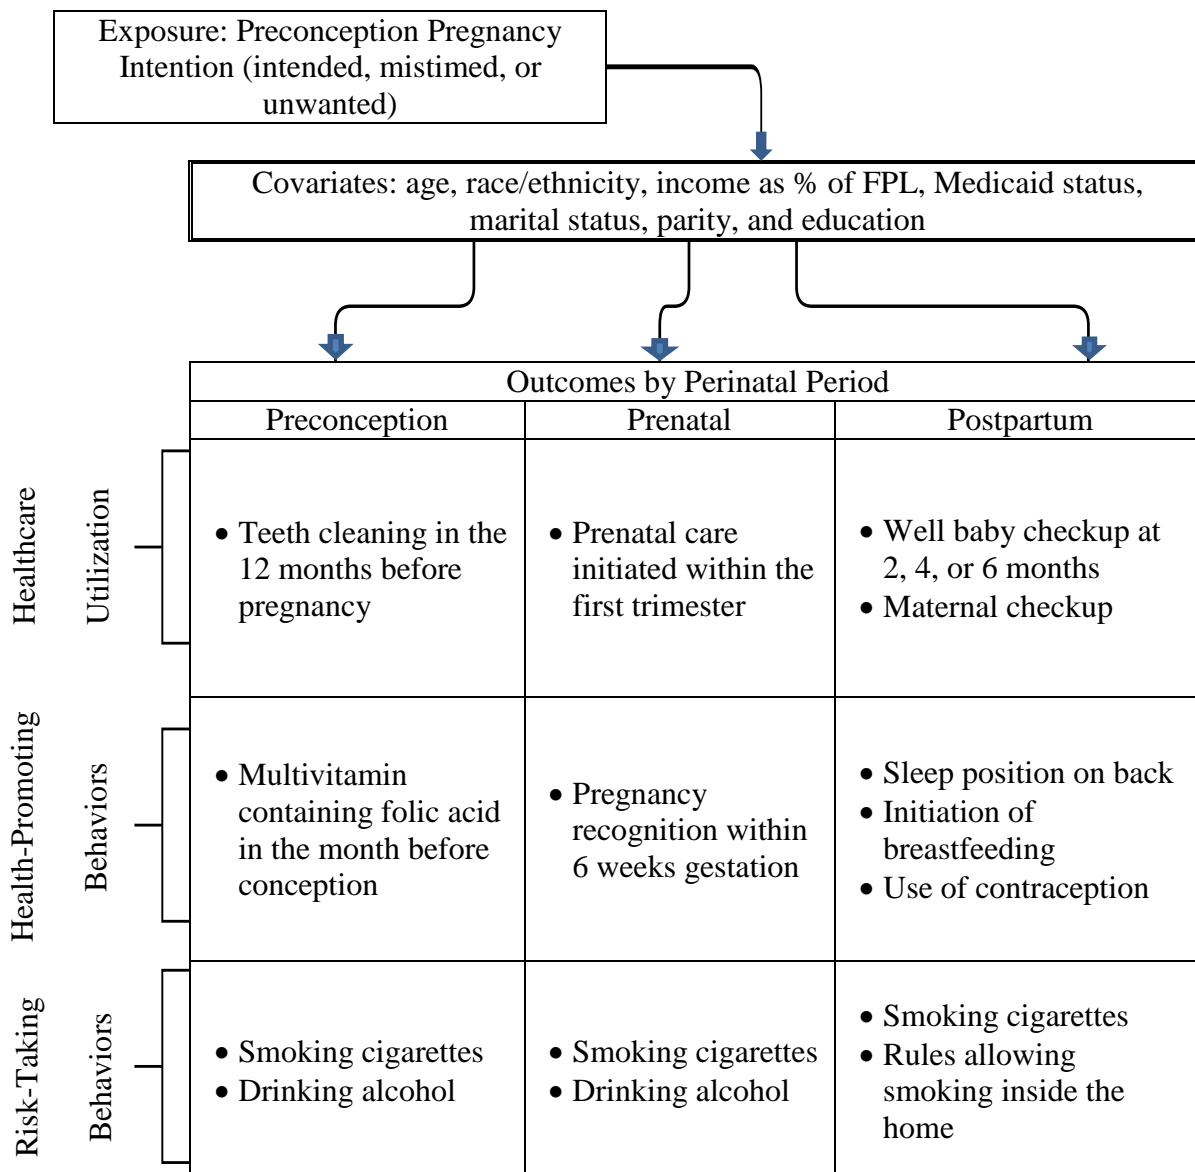 Exposure: Preconception Pregnancy
Intention (intended, mistimed, or
unwanted)
Covariates: age, race/ethnicity, income as % of FPL, Medicaid status,
marital status, parity, and education
Outcomes by Perinatal Period
Preconception
Prenatal
Postpartum
Healthcare
Utilization
• Teeth cleaning in the
12 months before
pregnancy
• Prenatal care
initiated within the
first trimester
• Well baby checkup at
2, 4, or 6 months
• Maternal checkup
Health-Promoting
Behaviors
• Multivitamin
containing folic acid
in the month before
conception
• Pregnancy
recognition within
6 weeks gestation
• Sleep position on back
• Initiation of
breastfeeding
• Use of contraception
Risk-Taking
Behaviors
• Smoking cigarettes
• Drinking alcohol
• Smoking cigarettes
• Drinking alcohol
• Smoking cigarettes
• Rules allowing
smoking inside the
home